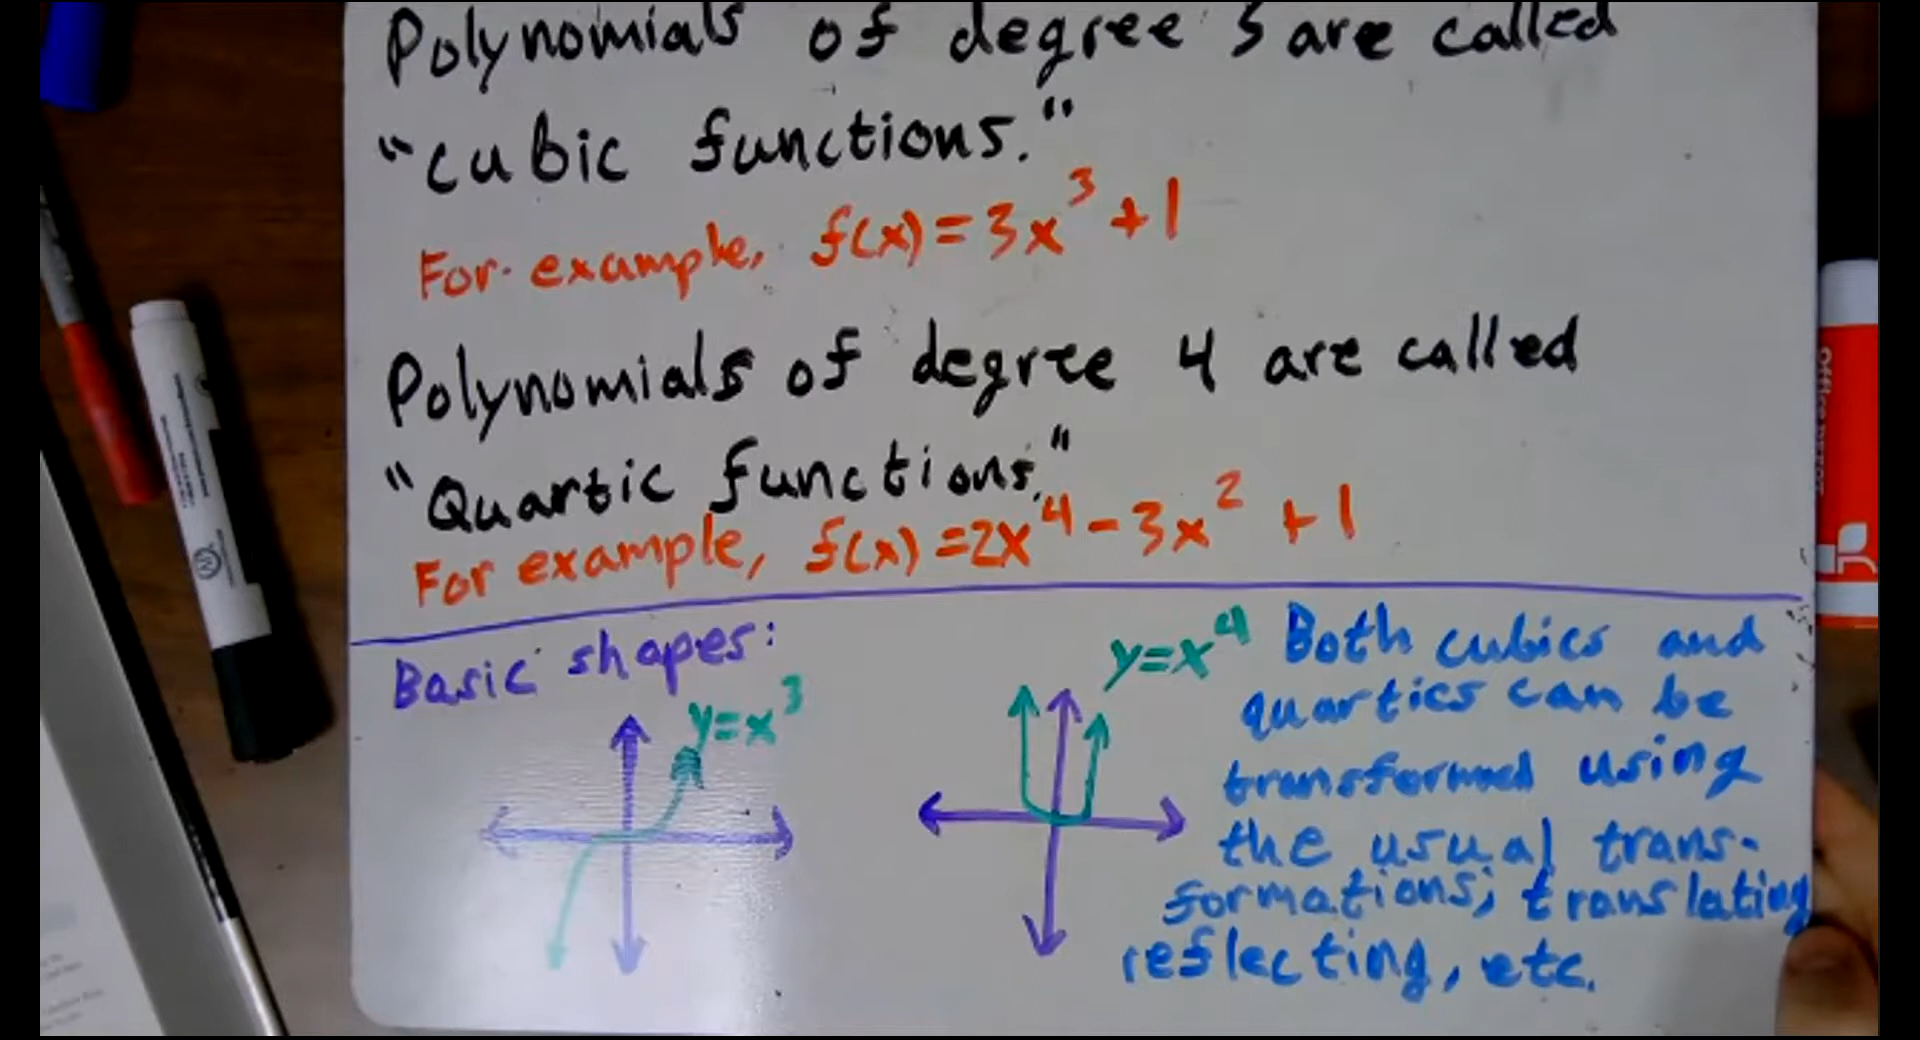 Polynomials of degree 3 are called
"cubic functions."
For example, f(x) = 3x³ + 1
Polynomials of degree 4 are called
"Quartic functions."
For example, f(x) = 2x⁴ - 3x² + 1
Basic shapes:
y=x³
y=x⁴
Both cubics and
quartics can be
transformed using
the usual trans-
formations; translating
reflecting, etc.
Office DEPOT